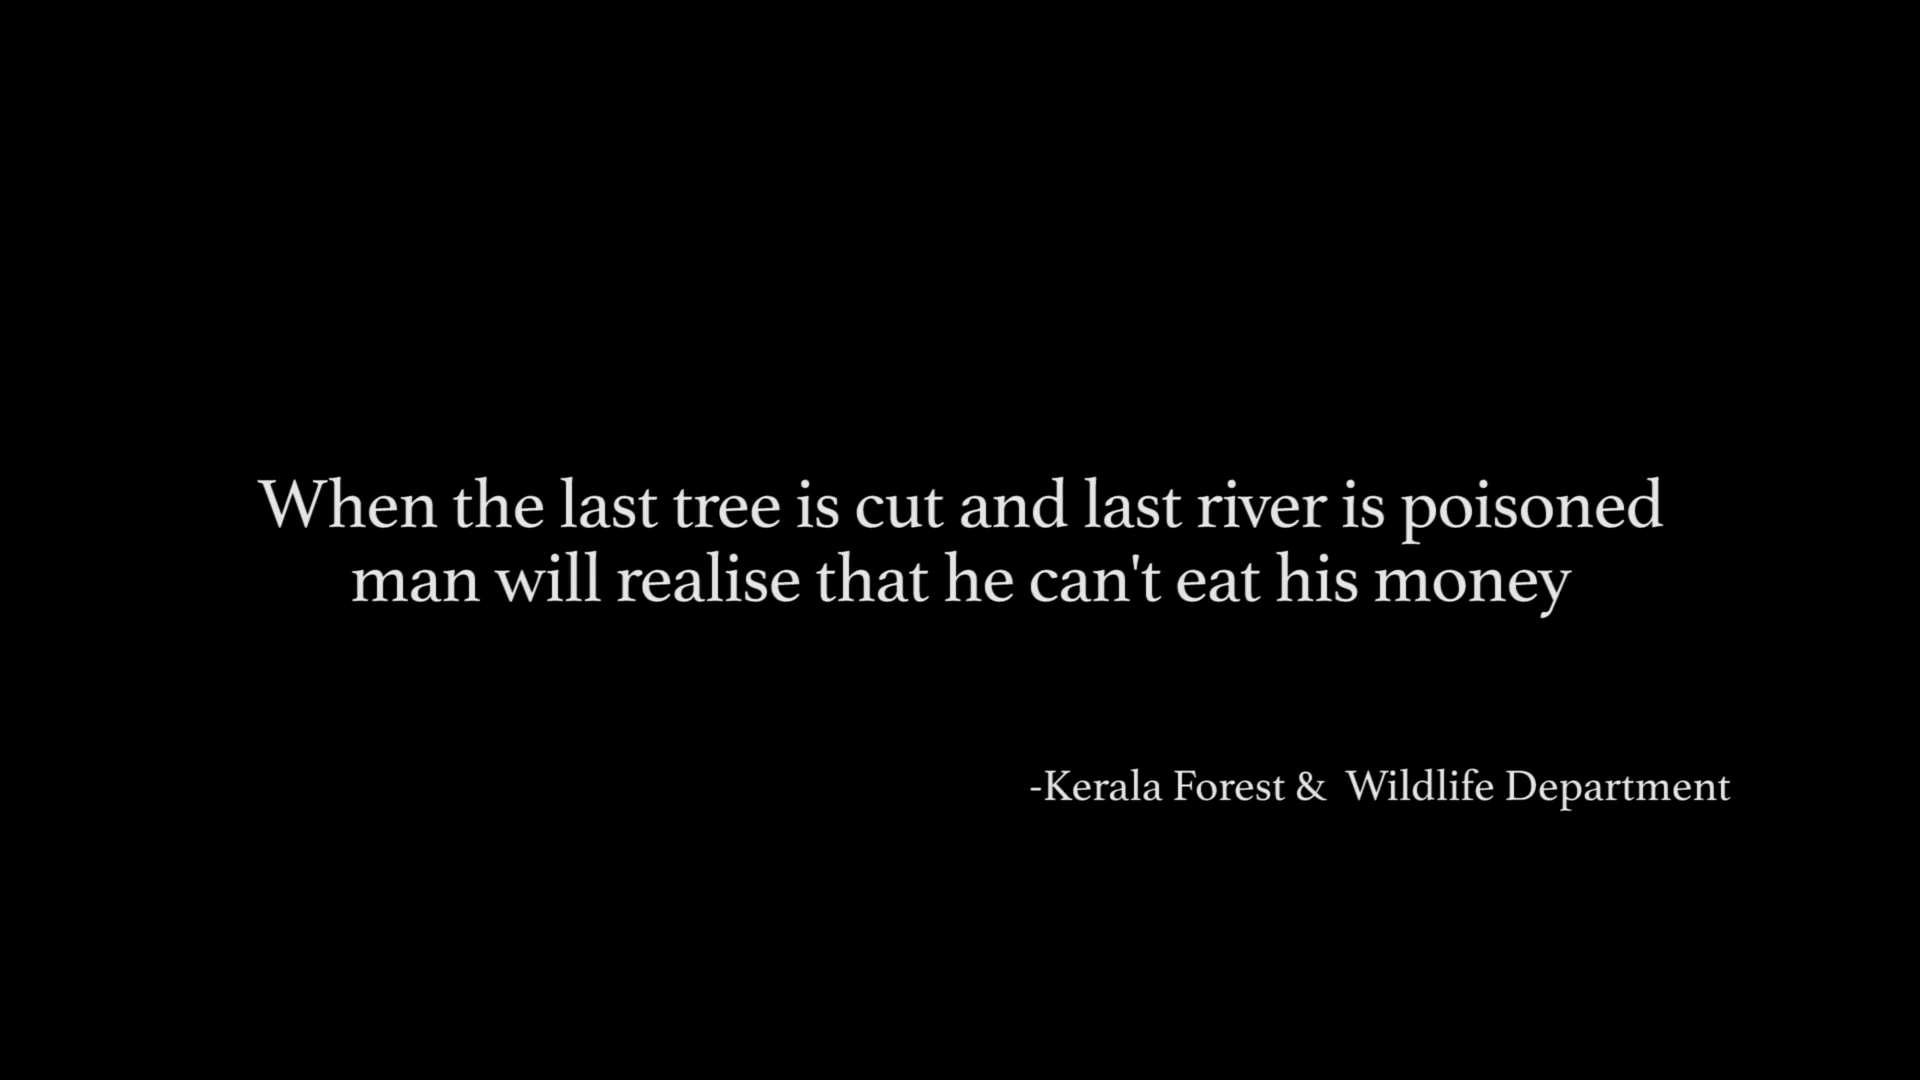 When the last tree is cut and last river is poisoned
man will realise that he can't eat his money
-Kerala Forest &  Wildlife Department